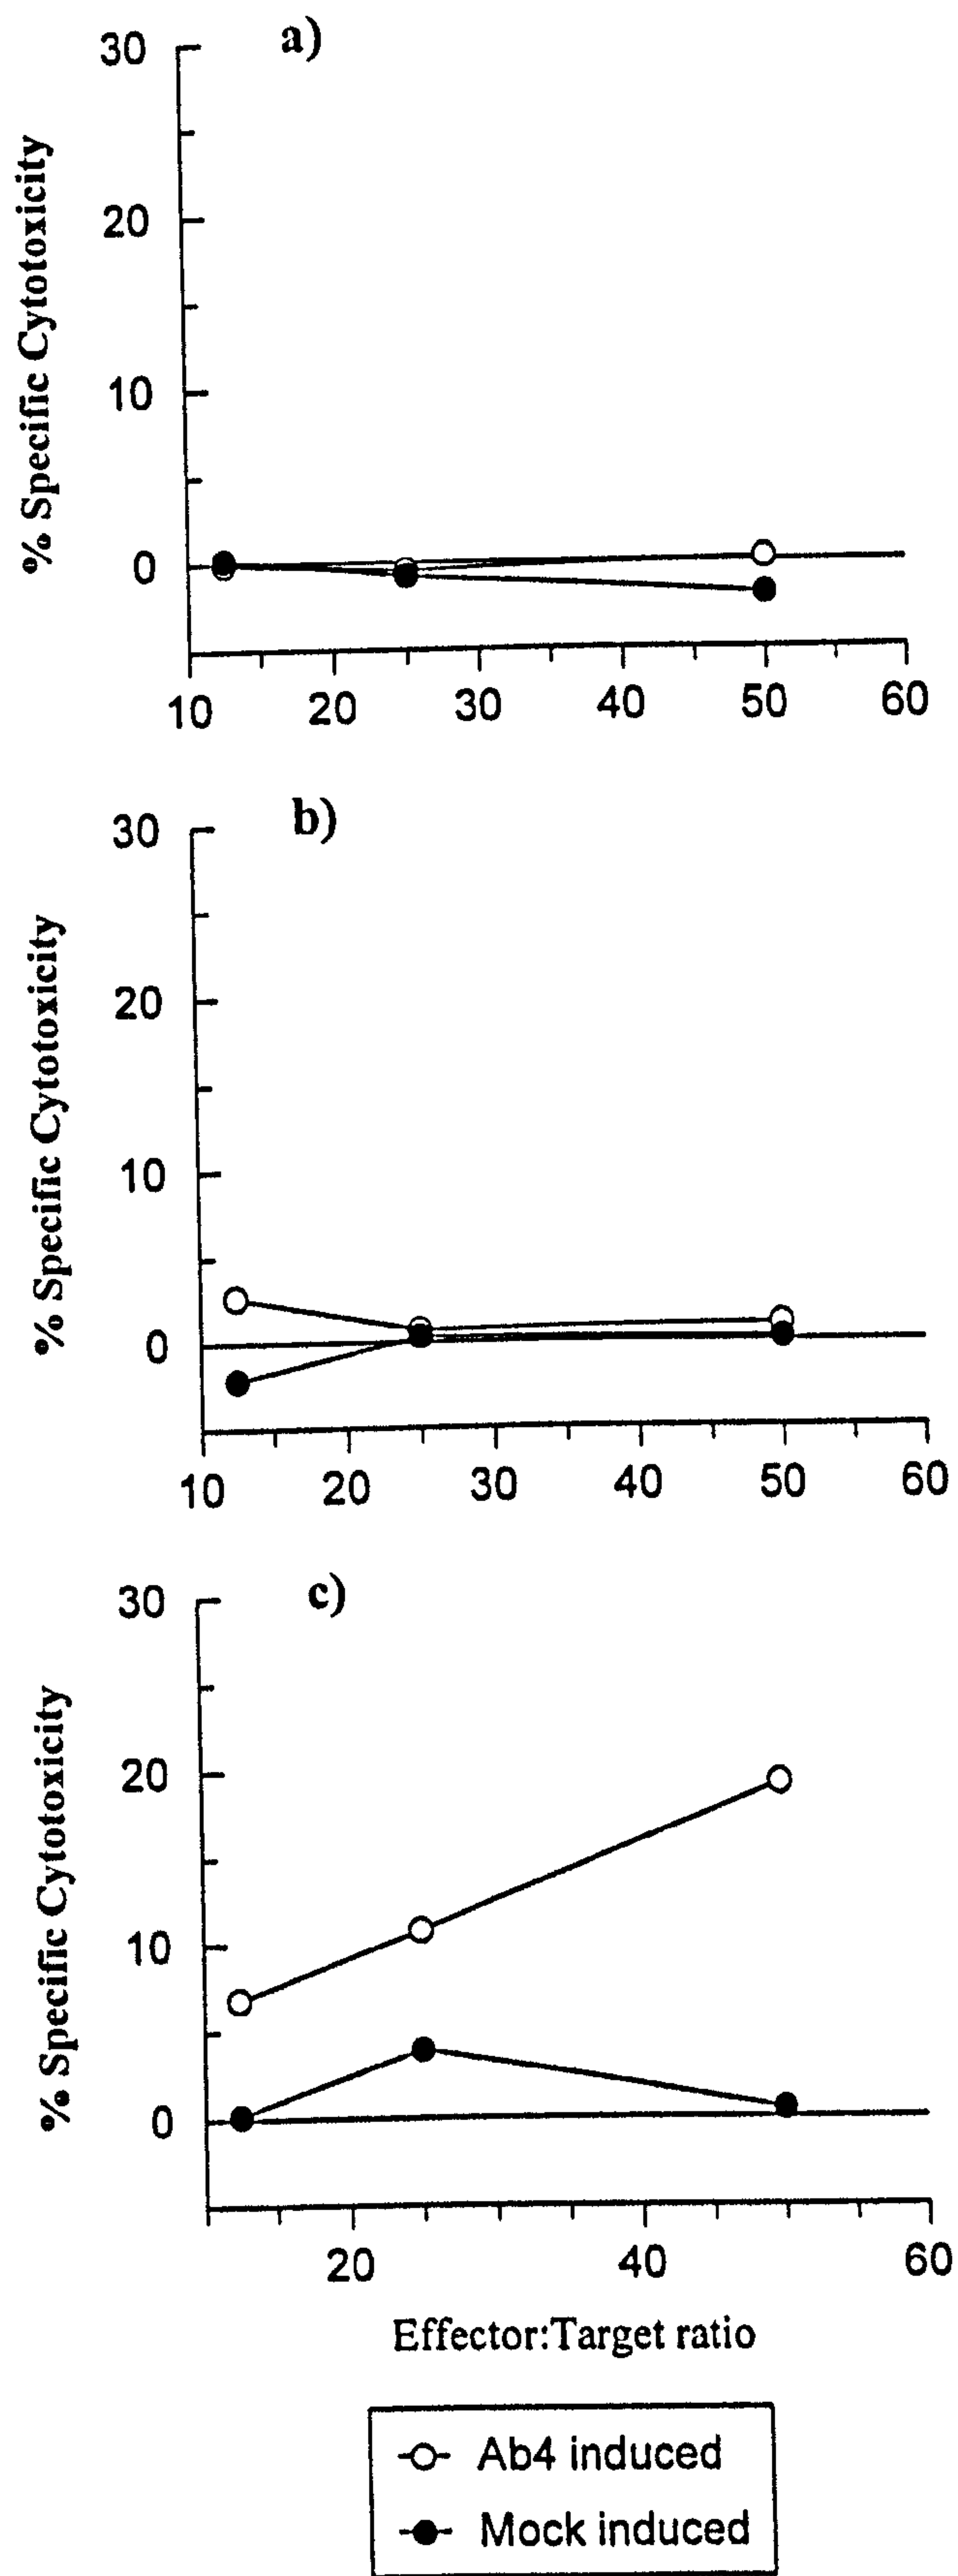 a)
30
20
10
0
% Specific Cytotoxicity
10 20 30 40 50 60
b)
30
20
10
0
% Specific Cytotoxicity
10 20 30 40 50 60
c)
30
20
10
0
% Specific Cytotoxicity
20 40 60
Effector:Target ratio
Ab4 induced
Mock induced